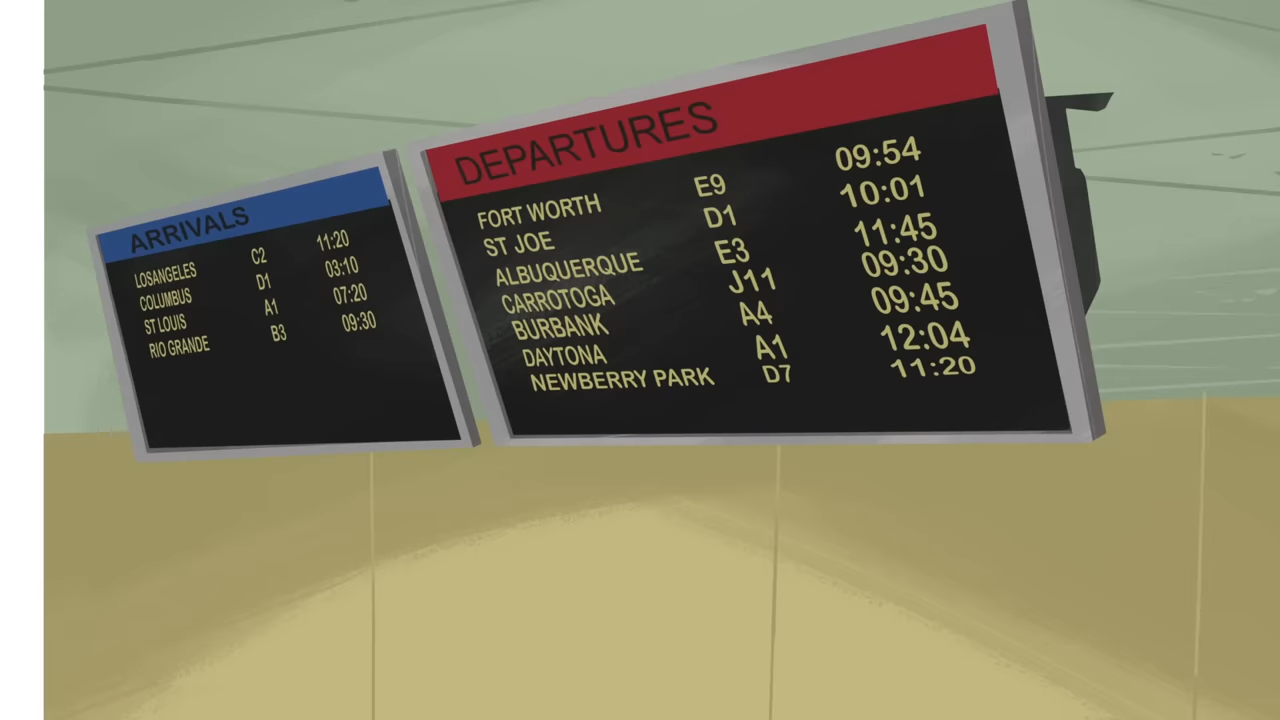 ARRIVALS
LOSANGELES C2 11:20
COLUMBUS D1 03:10
ST LOUIS A1 07:20
RIO GRANDE B3 09:30
DEPARTURES
FORT WORTH E9 09:54
ST JOE D1 10:01
ALBUQUERQUE E3 11:45
CARROTOGA J11 09:30
BURBANK A4 09:45
DAYTONA A1 12:04
NEWBERRY PARK D7 11:20